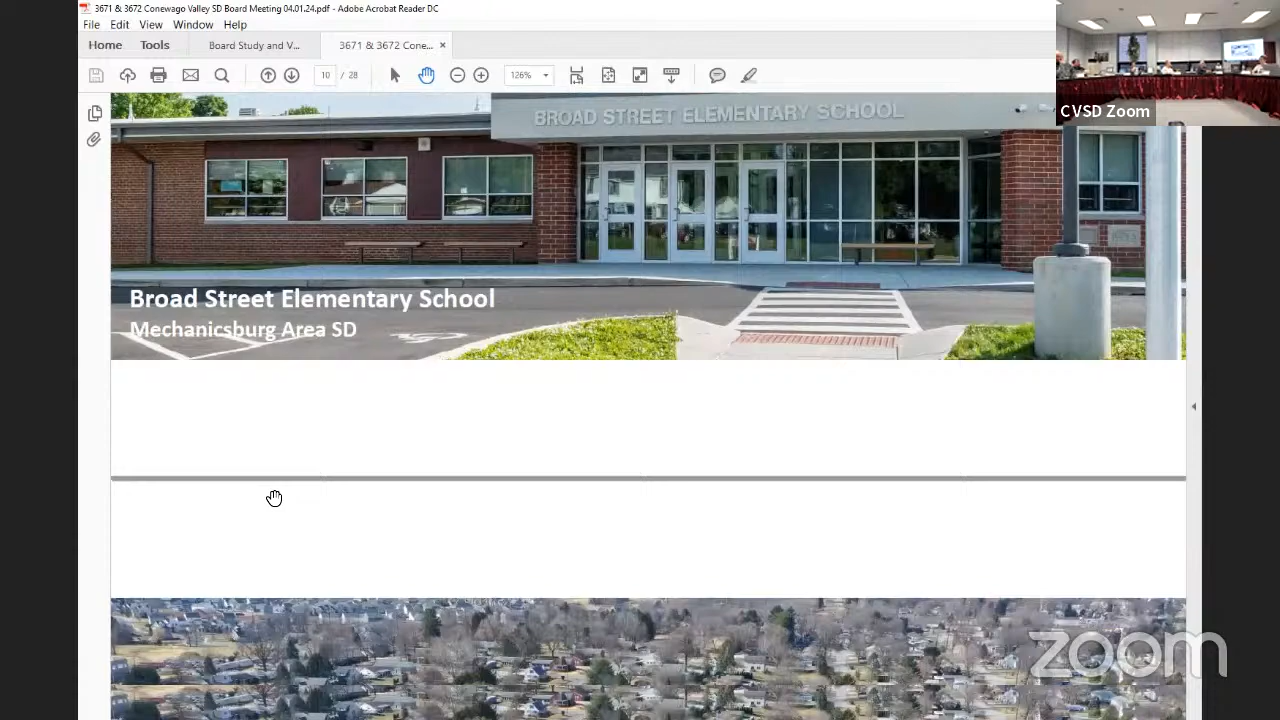 3671 & 3672 Conewago Valley SD Board Meeting 04.01.24.pdf - Adobe Acrobat Reader DC
File Edit View Window Help
Home Tools Board Study and V... 3671 & 3672 Cone... ×
10 / 28 126%
CVSD Zoom
BROAD STREET ELEMENTARY SCHOOL
Broad Street Elementary School
Mechanicsburg Area SD
zoom